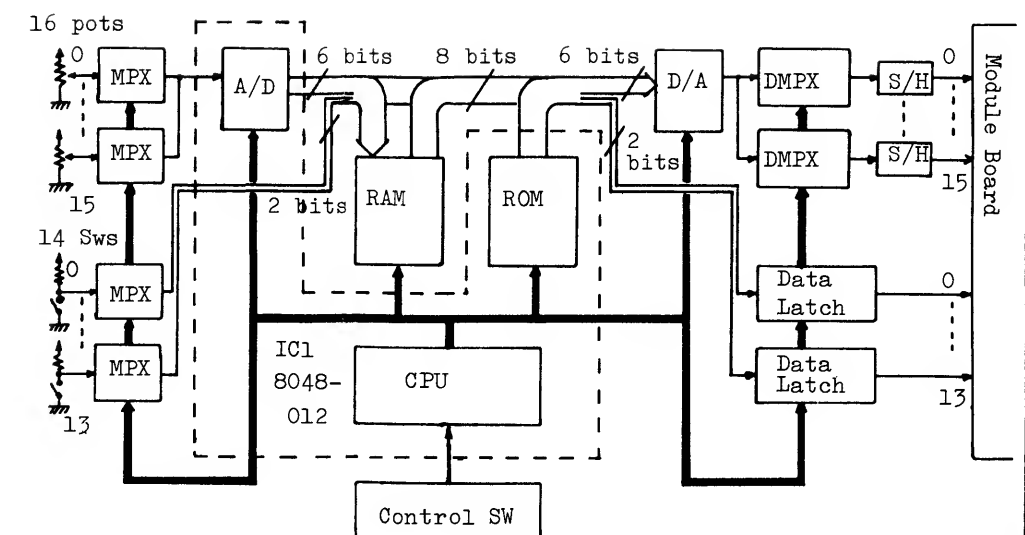 16 pots
0
MPX
A/D
6 bits
8 bits
6 bits
D/A
DMPX
S/H
0
Module Board
MPX
2 bits
DMPX
S/H
15
15
2 bits
RAM
ROM
14 Sws
0
MPX
Data Latch
0
MPX
IC1
8048-
012
CPU
Data Latch
13
13
Control SW